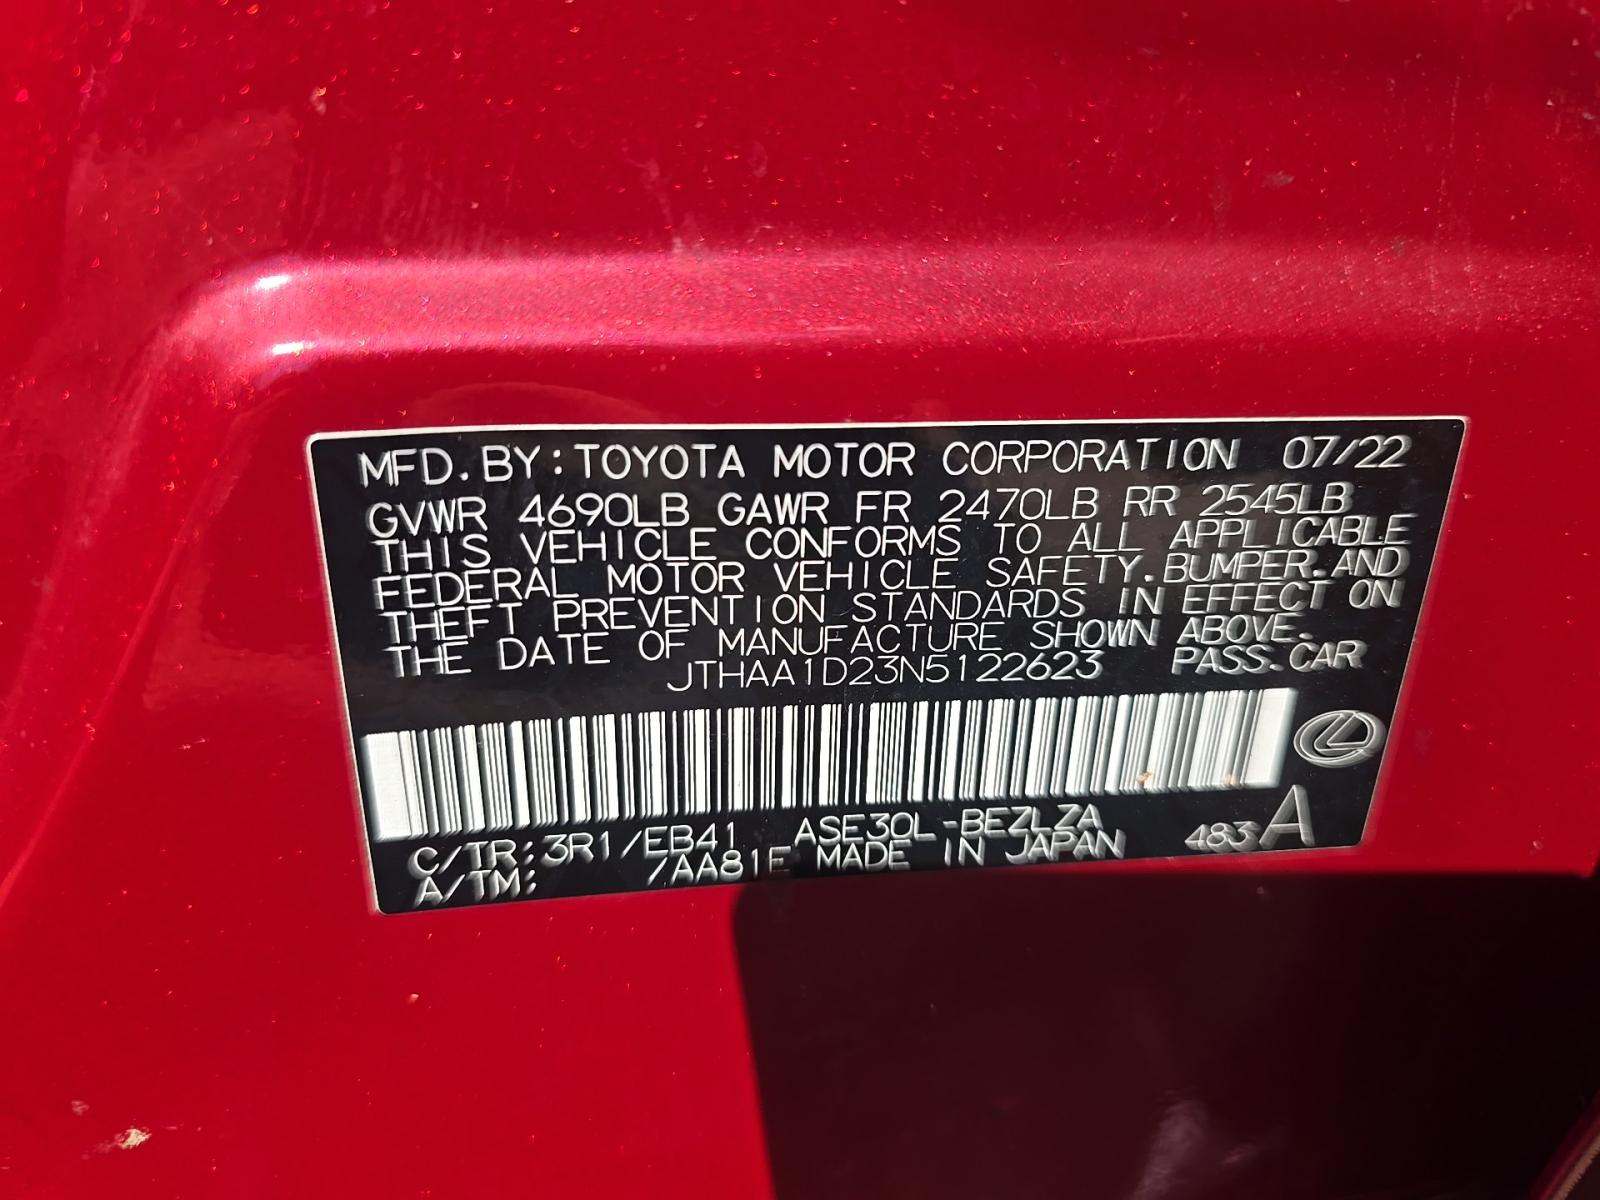 MFD. BY: TOYOTA MOTOR CORPORATION 07/22
GVWR 4690LB GAWR FR 2470LB RR 2545LB
THIS VEHICLE CONFORMS TO ALL APPLICABLE
FEDERAL MOTOR VEHICLE SAFETY. BUMPER. AND
THEFT PREVENTION STANDARDS IN EFFECT ON
THE DATE OF MANUFACTURE SHOWN ABOVE.
JTHAA1D23N5122623 PASS. CAR
C/TR: 3R1/EB41 ASE30L-BEZLZA
A/TM: /AA81E MADE IN JAPAN 483A